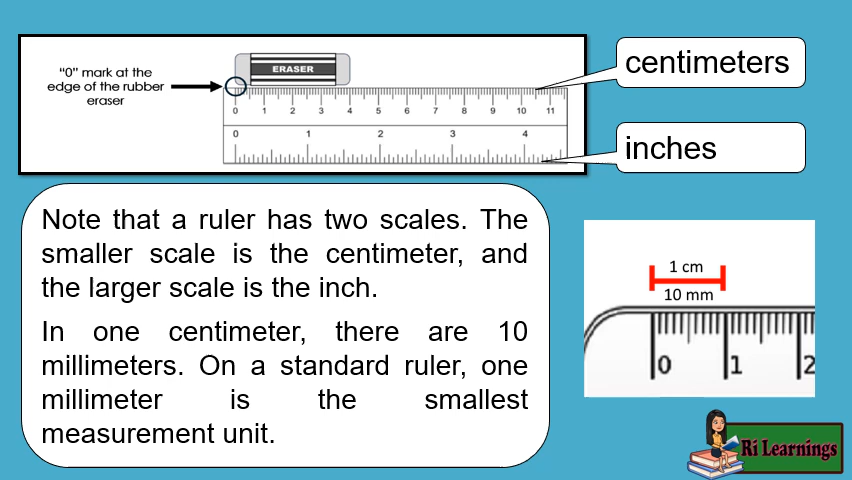 "0" mark at the
edge of the rubber
eraser
ERASER
0 1 2 3 4 5 6 7 8 9 10 11
0 1 2 3 4
centimeters
inches
Note that a ruler has two scales. The
smaller scale is the centimeter, and
the larger scale is the inch.
In one centimeter, there are 10
millimeters. On a standard ruler, one
millimeter is the smallest
measurement unit.
1 cm
10 mm
0 1 2
Ri Learnings